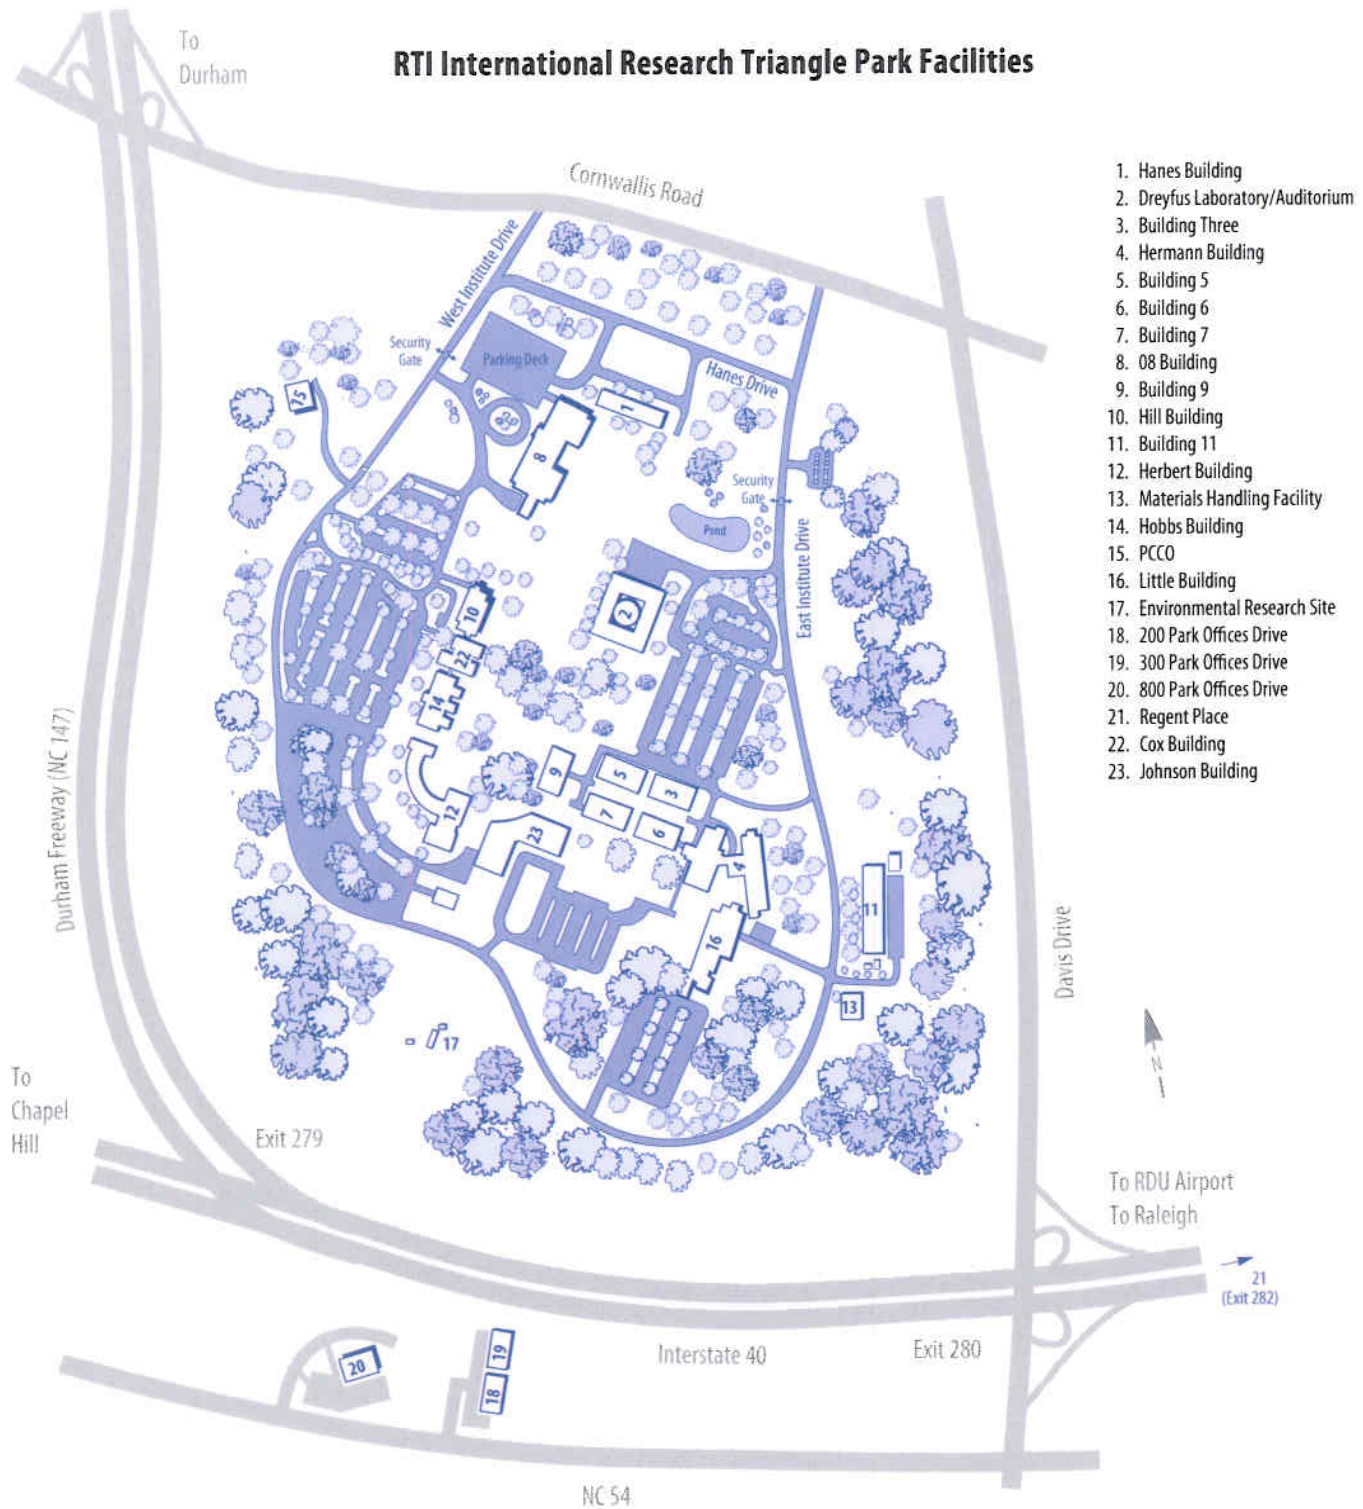 To
Durham
RTI International Research Triangle Park Facilities
Cornwallis Road
1. Hanes Building
2. Dreyfus Laboratory/Auditorium
3. Building Three
4. Hermann Building
5. Building 5
6. Building 6
7. Building 7
8. 08 Building
9. Building 9
10. Hill Building
11. Building 11
12. Herbert Building
13. Materials Handling Facility
14. Hobbs Building
15. PCCO
16. Little Building
17. Environmental Research Site
18. 200 Park Offices Drive
19. 300 Park Offices Drive
20. 800 Park Offices Drive
21. Regent Place
22. Cox Building
23. Johnson Building
West Institute Drive
Security
Gate
Parking Deck
Hanes Drive
15
1
8
Security
Gate
Pond
East Institute Drive
10
2
22
14
9
5
3
12
7
6
23
4
11
16
13
17
Durham Freeway (NC 147)
Davis Drive
N
To
Chapel
Hill
Exit 279
To RDU Airport
To Raleigh
21
(Exit 282)
Interstate 40
Exit 280
20
19
18
NC 54